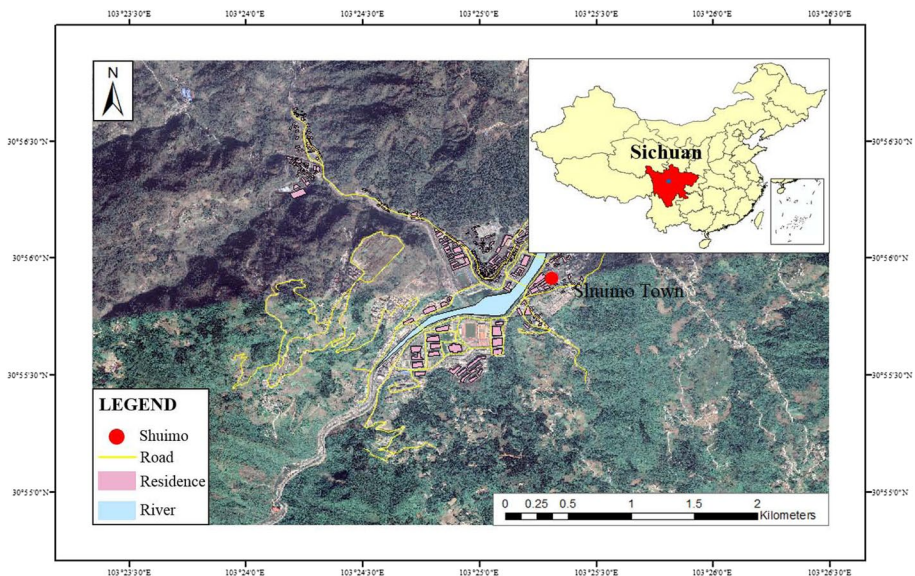 103°23'30"E 103°24'0"E 103°24'30"E 103°25'0"E 103°25'30"E 103°26'0"E 103°26'30"E
N
Sichuan
30°56'30"N 30°56'30"N
30°56'0"N 30°56'0"N
Shuimo Town
30°55'30"N 30°55'30"N
LEGEND
Shuimo
Road
Residence
River
30°55'0"N 30°55'0"N
0 0.25 0.5 1 1.5 2
Kilometers
103°23'30"E 103°24'0"E 103°24'30"E 103°25'0"E 103°25'30"E 103°26'0"E 103°26'30"E